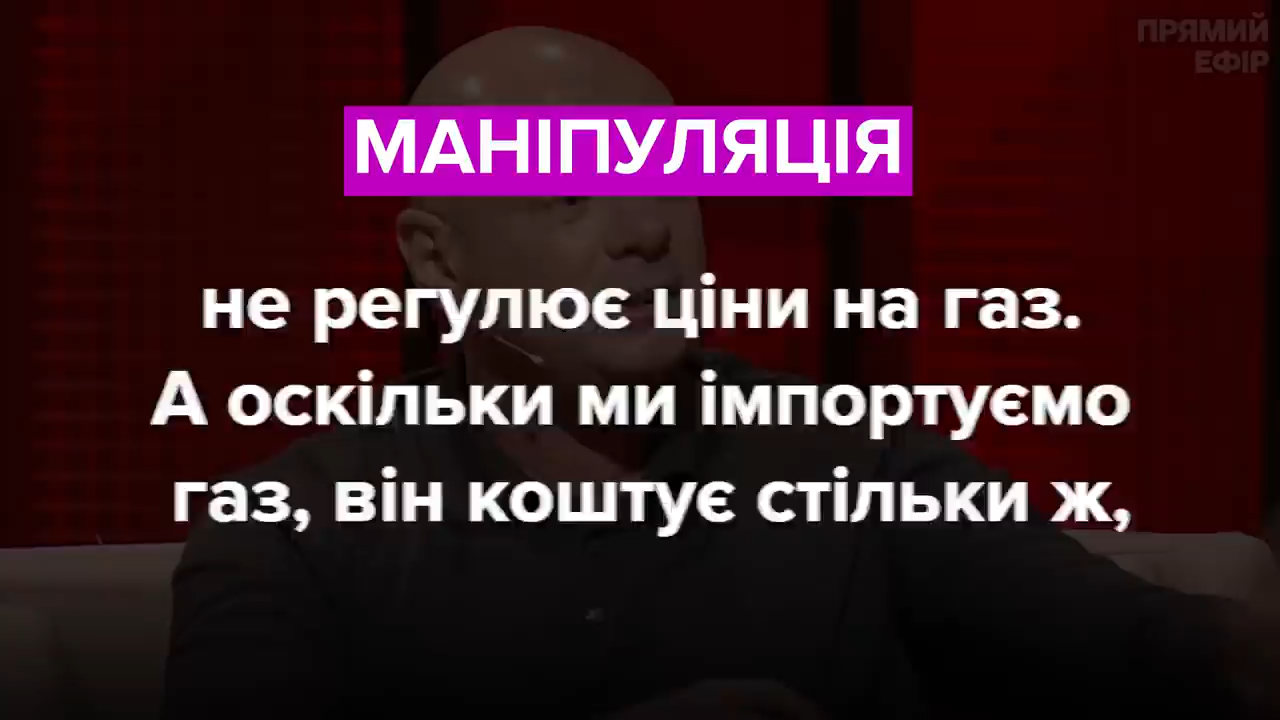 ПРЯМИЙ
ЕФІР
МАНІПУЛЯЦІЯ
не регулює ціни на газ.
А оскільки ми імпортуємо
газ, він коштує стільки ж,